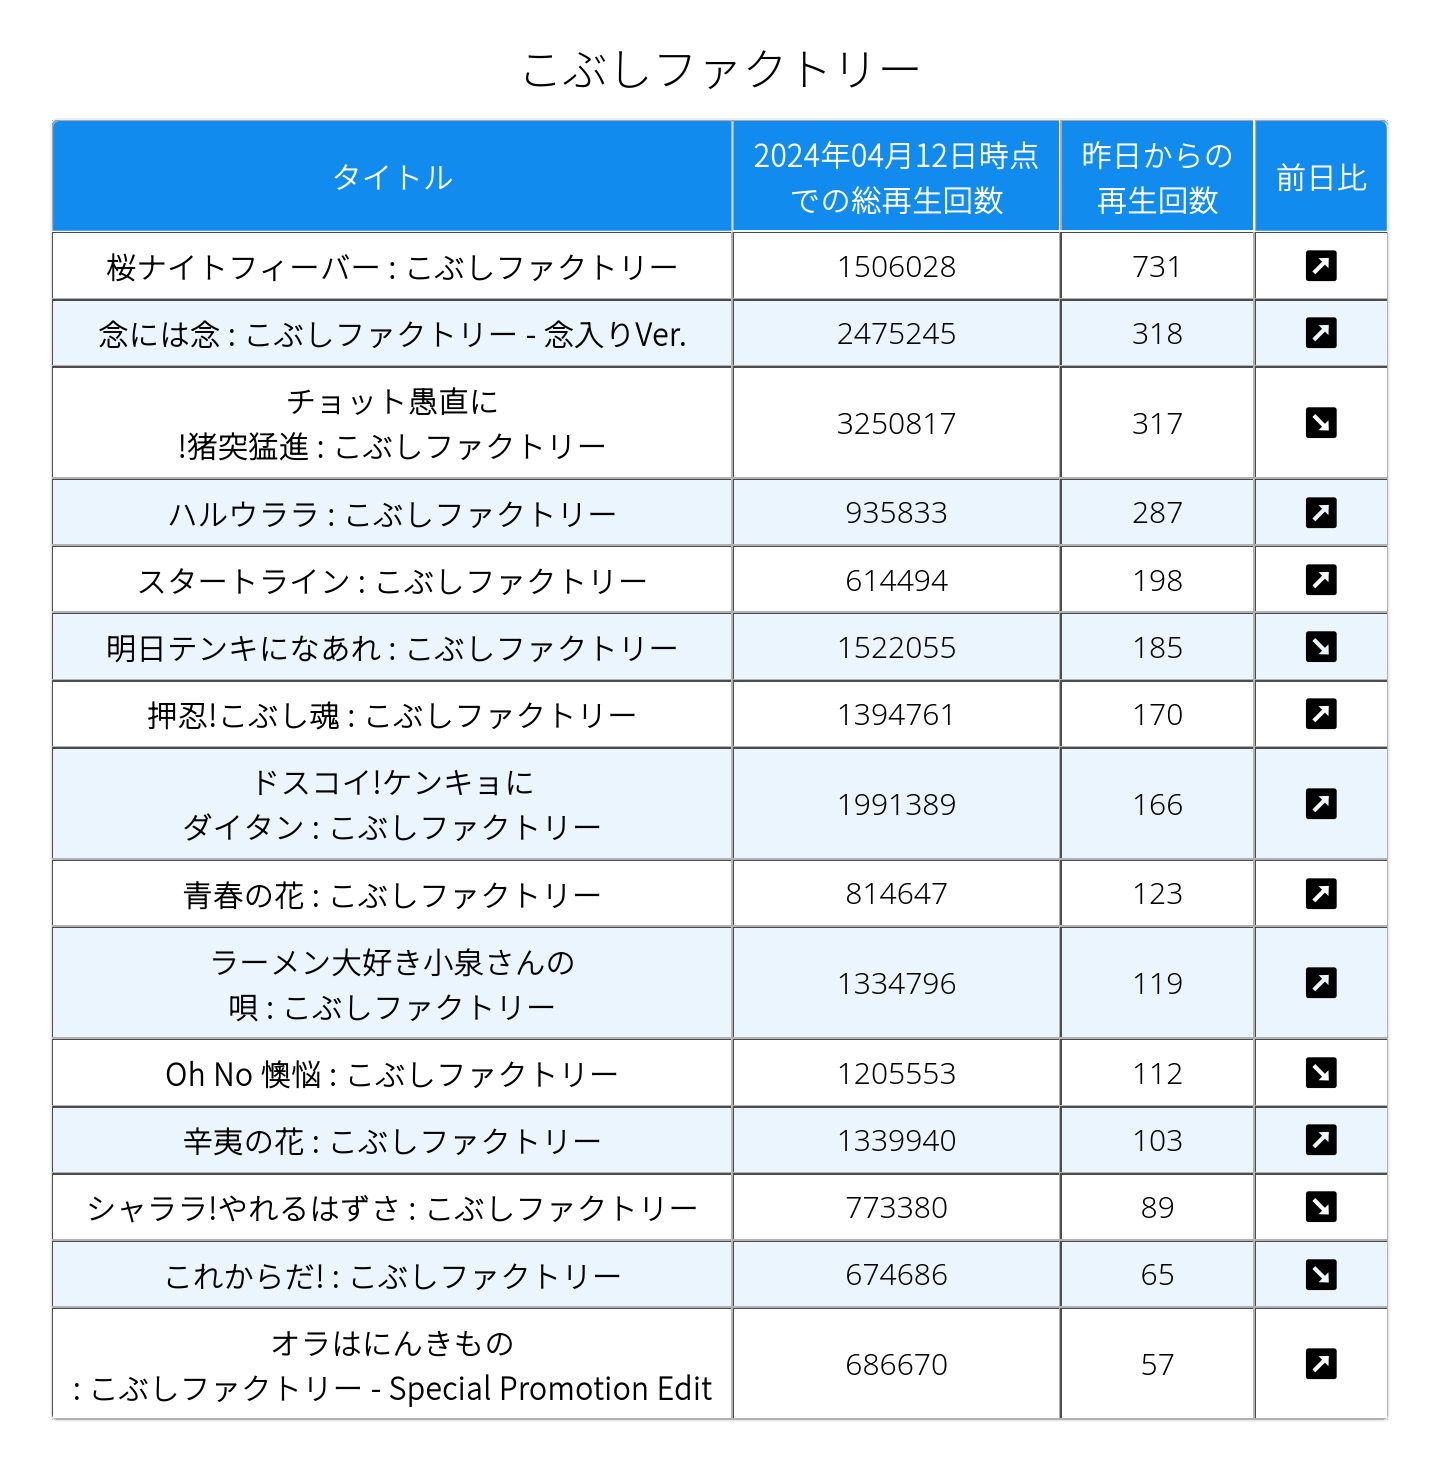 こぶしファクトリー
タイトル
2024年04月12日時点
での総再生回数
昨日からの
再生回数
前日比
桜ナイトフィーバー : こぶしファクトリー 1506028 731
念には念 : こぶしファクトリー - 念入りVer. 2475245 318
チョット愚直に
!猪突猛進 : こぶしファクトリー 3250817 317
ハルウララ : こぶしファクトリー 935833 287
スタートライン : こぶしファクトリー 614494 198
明日テンキになあれ : こぶしファクトリー 1522055 185
押忍!こぶし魂 : こぶしファクトリー 1394761 170
ドスコイ!ケンキョに
ダイタン : こぶしファクトリー 1991389 166
青春の花 : こぶしファクトリー 814647 123
ラーメン大好き小泉さんの
唄 : こぶしファクトリー 1334796 119
Oh No 懊悩 : こぶしファクトリー 1205553 112
辛夷の花 : こぶしファクトリー 1339940 103
シャララ!やれるはずさ : こぶしファクトリー 773380 89
これからだ! : こぶしファクトリー 674686 65
オラはにんきもの
: こぶしファクトリー - Special Promotion Edit 686670 57